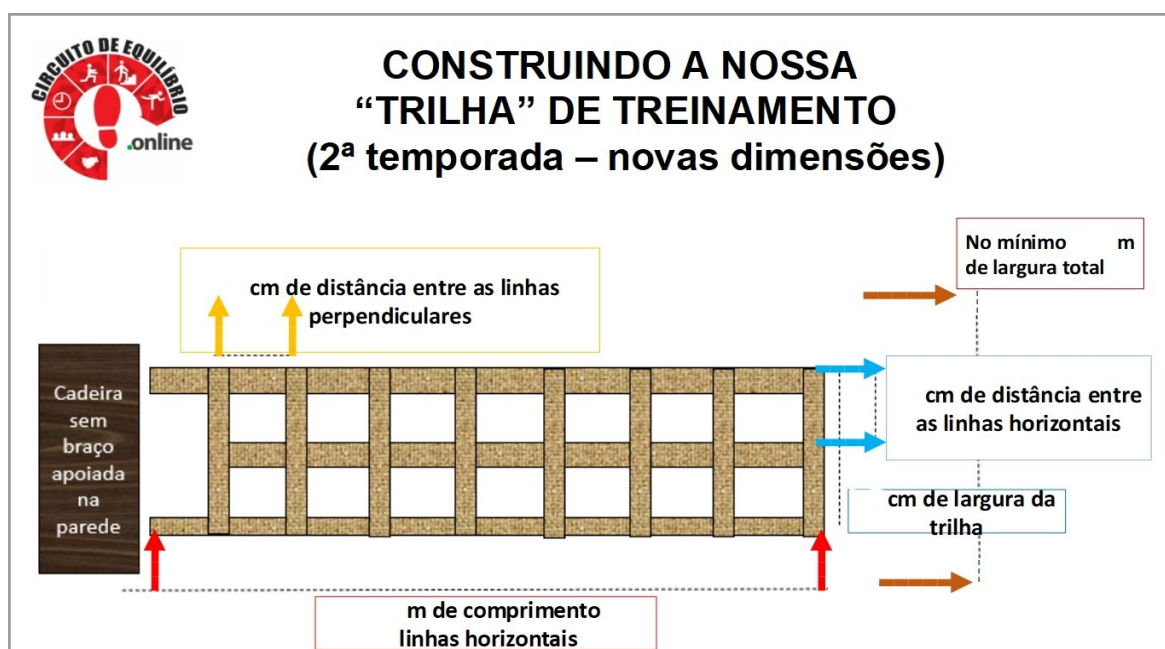 CIRCUITO DE EQUILÍBRIO
.online
CONSTRUINDO A NOSSA
“TRILHA” DE TREINAMENTO
(2ª temporada – novas dimensões)
No mínimo m
de largura total
cm de distância entre as linhas
perpendiculares
Cadeira
sem
braço
apoiada
na
parede
cm de distância entre
as linhas horizontais
cm de largura da
trilha
m de comprimento
linhas horizontais